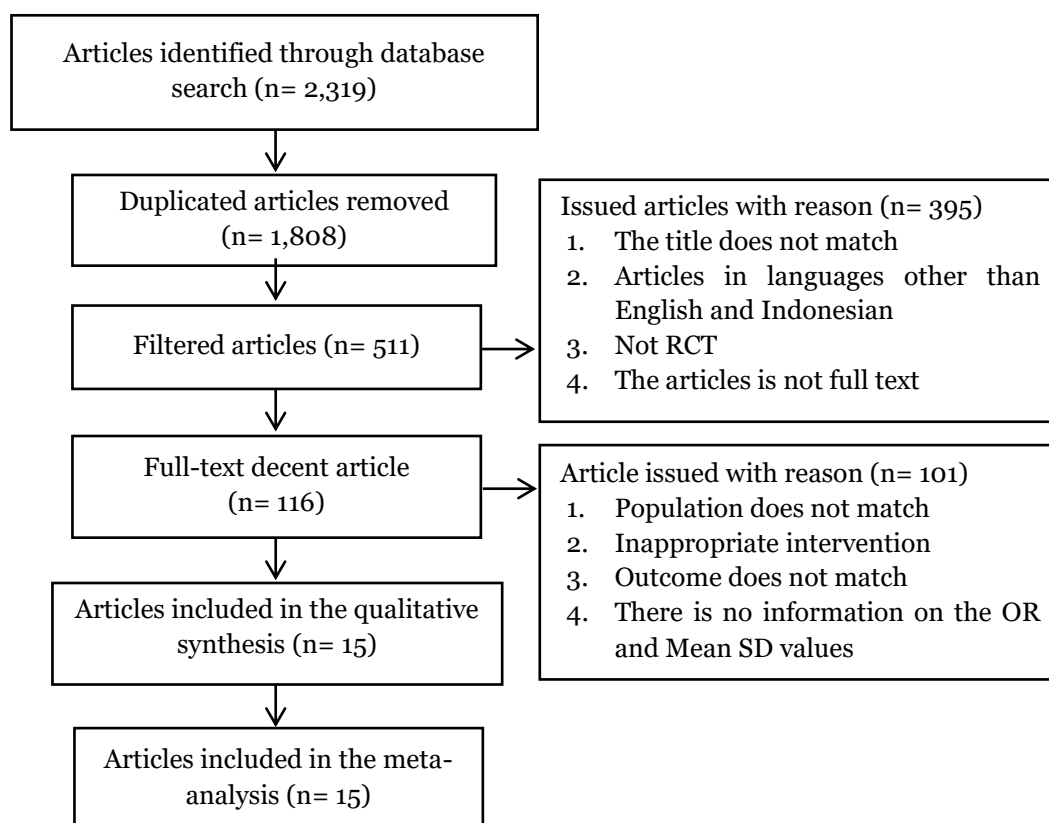 Articles identified through database
search (n= 2,319)
Duplicated articles removed
(n= 1,808)
Issued articles with reason (n= 395)
1. The title does not match
2. Articles in languages other than
English and Indonesian
3. Not RCT
4. The articles is not full text
Filtered articles (n= 511)
Full-text decent article
(n= 116)
Article issued with reason (n= 101)
1. Population does not match
2. Inappropriate intervention
3. Outcome does not match
4. There is no information on the OR
and Mean SD values
Articles included in the qualitative
synthesis (n= 15)
Articles included in the meta-
analysis (n= 15)